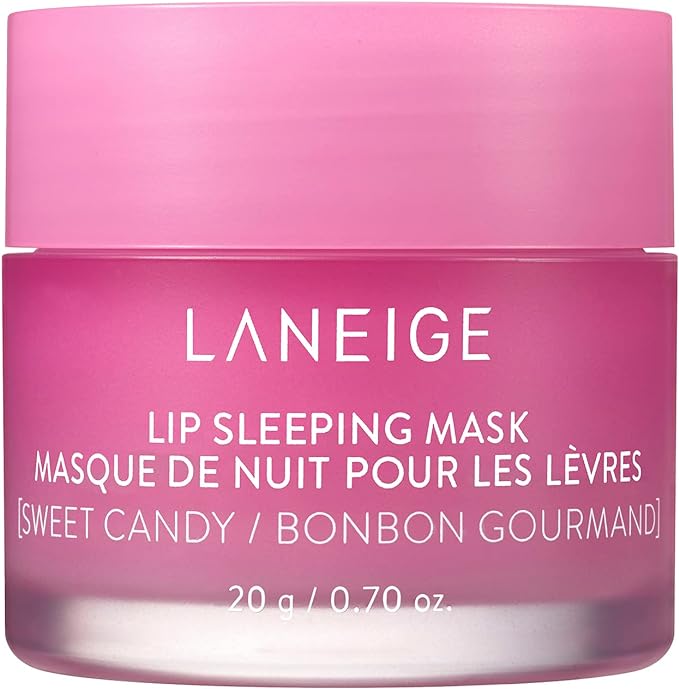 LANEIGE
LIP SLEEPING MASK
MASQUE DE NUIT POUR LES LÈVRES
[SWEET CANDY / BONBON GOURMAND]
20 g / 0.70 oz.